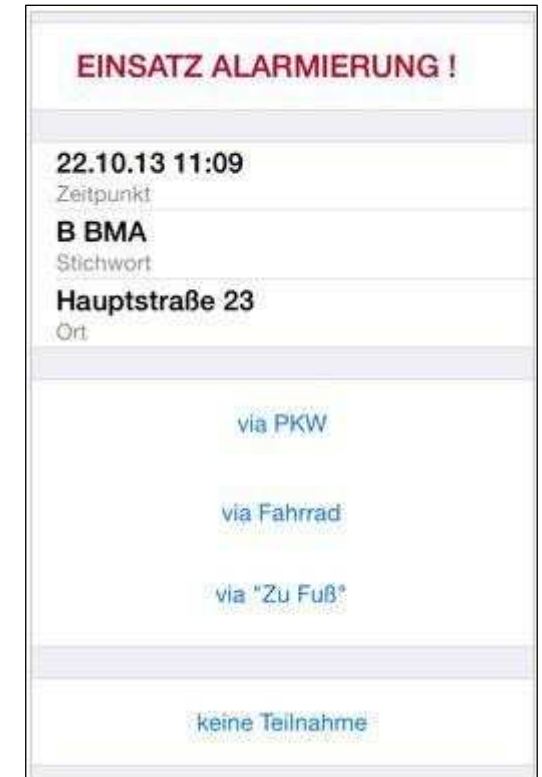 EINSATZ ALARMIERUNG !
22.10.13 11:09
Zeitpunkt
B BMA
Stichwort
Hauptstraße 23
Ort
via PKW
via Fahrrad
via "Zu Fuß"
keine Teilnahme